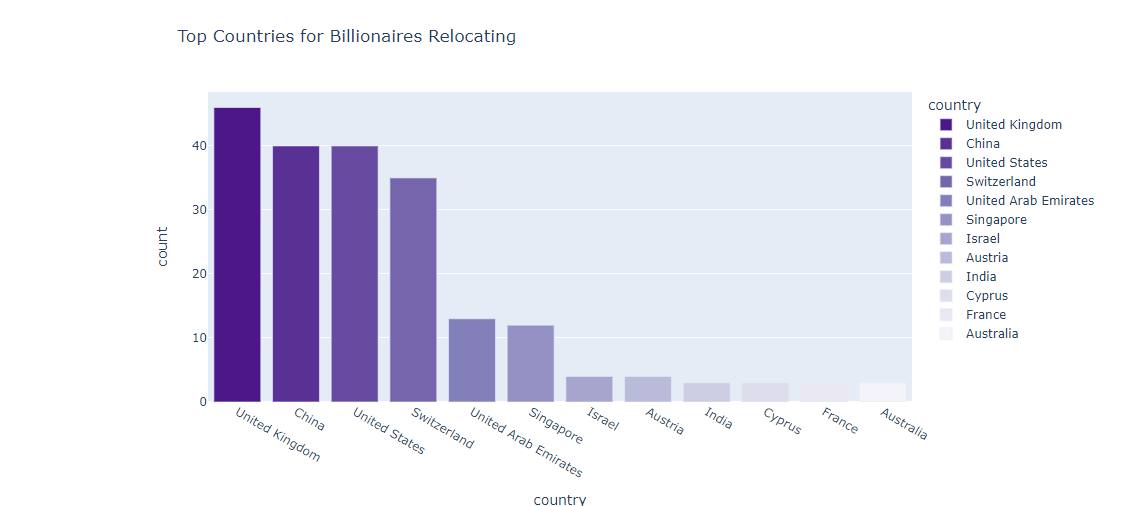 Top Countries for Billionaires Relocating
country
United Kingdom
China
United States
Switzerland
United Arab Emirates
Singapore
Israel
Austria
India
Cyprus
France
Australia
count
40
30
20
10
0
United Kingdom
China
United States
Switzerland
United Arab Emirates
Singapore
Israel
Austria
India
Cyprus
France
Australia
country